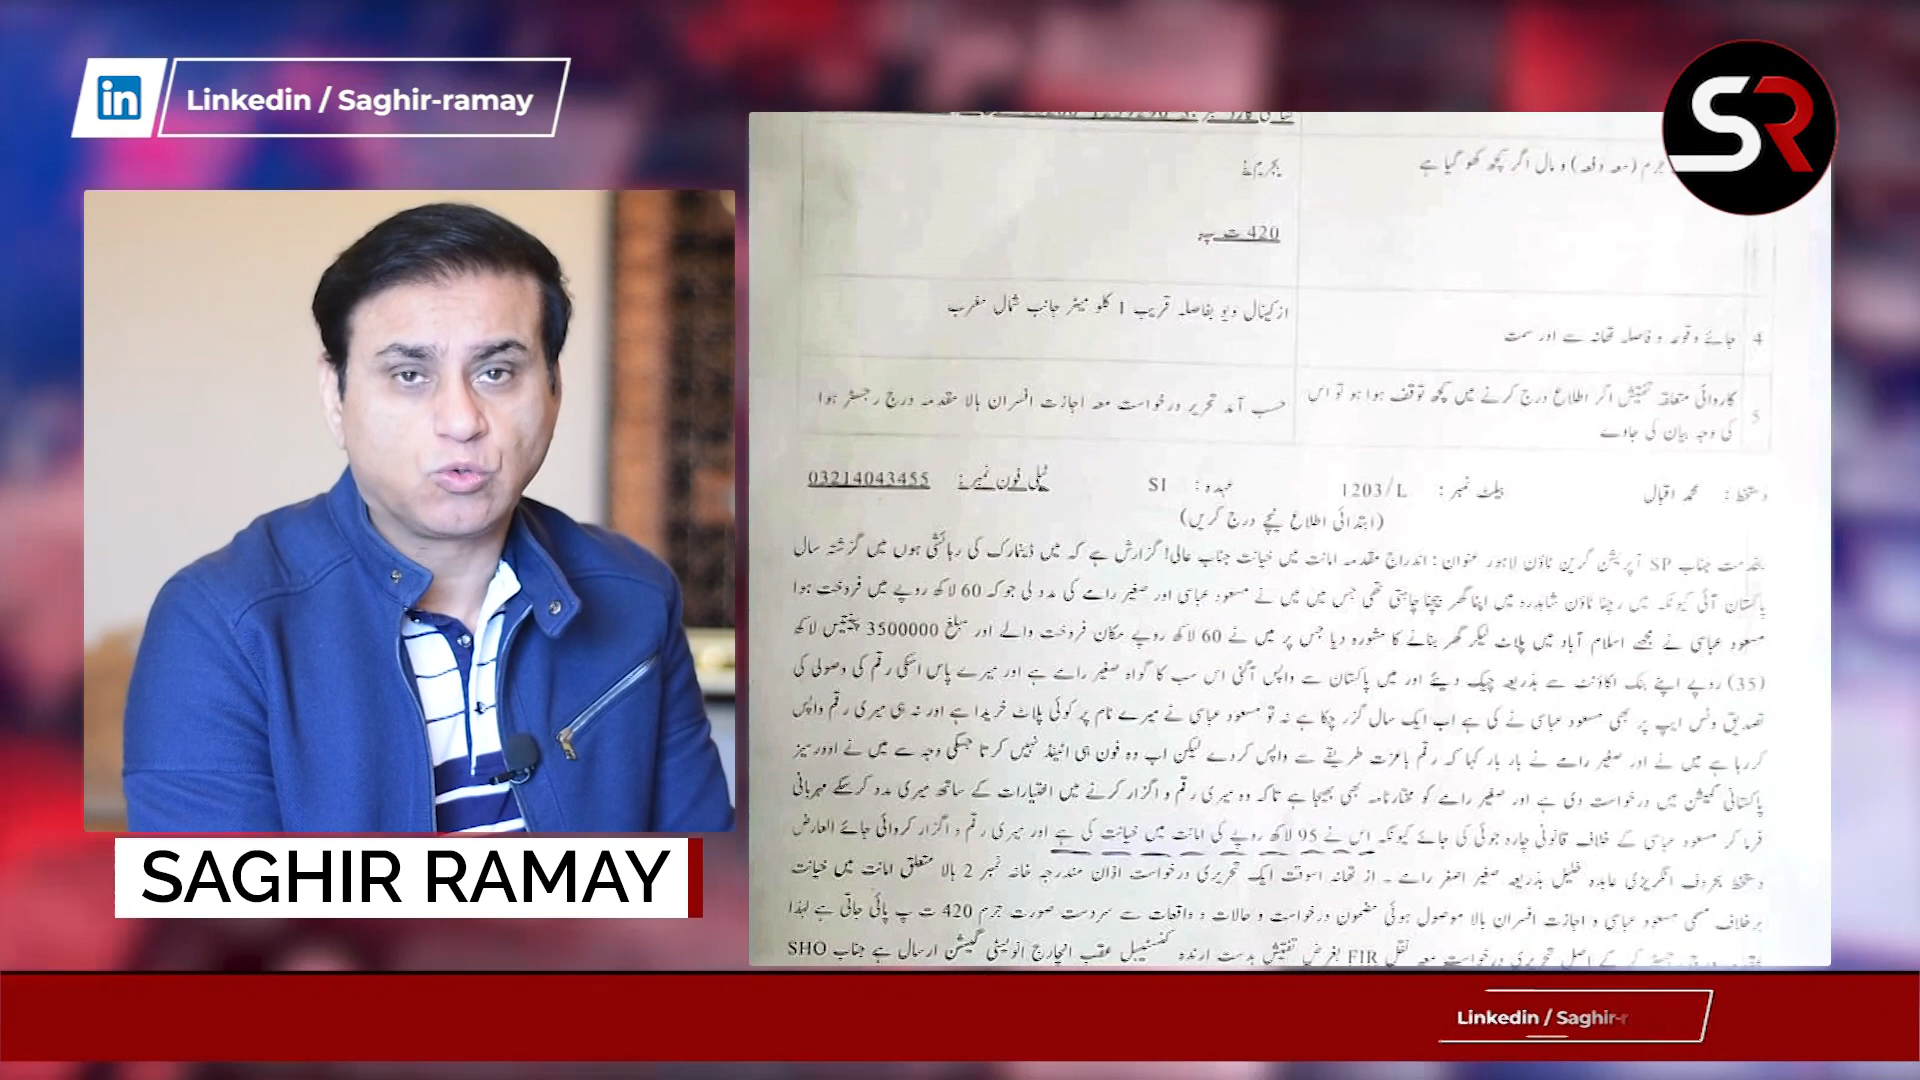 Linkedin / Saghir-ramay
SR
جرم (معہ دفعہ) و مال اگر کچھ کھو گیا ہے
بجرم:
420 ت پ
4 جائے وقوعہ و فاصلہ تھانہ سے اور سمت
از کینال ویو بفاصلہ قریب 1 کلو میٹر جانب شمال مغرب
5 کاروائی متعلقہ تفتیش اگر اطلاع درج کرنے میں کچھ توقف ہوا ہو تو اس کی وجہ بیان کی جاوے
حسب آمد تحریر درخواست معہ اجازت افسران بالا مقدمہ درج رجسٹر ہوا
دستخط: محمد اقبال بیلٹ نمبر: 1203/L عہدہ: SI ٹیلی فون نمبر: 03214043455
(ابتدائی اطلاع نیچے درج کریں)
بخدمت جناب SP آپریشن گرین ٹاؤن لاہور عنوان: اندراج مقدمہ امانت میں خیانت جناب عالی! گزارش ہے کہ میں ڈینمارک کی رہائشی ہوں میں گزشتہ سال
پاکستان آئی کیونکہ میں رچنا ٹاؤن شاہدرہ میں اپنا گھر بیچنا چاہتی تھی جس میں میں نے مسعود عباسی اور صغیر رامے کی مدد لی جو کہ 60 لاکھ روپے میں فروخت ہوا
مسعود عباسی نے مجھے اسلام آباد میں پلاٹ لیکر گھر بنانے کا مشورہ دیا جس پر میں نے 60 لاکھ روپے مکان فروخت والے اور مبلغ 3500000 پینتیس لاکھ
(35) روپے اپنے بنک اکاؤنٹ سے بذریعہ چیک دیئے اور میں پاکستان سے واپس آگئی اس سب کا گواہ صغیر رامے ہے اور میرے پاس اسکی رقم کی وصولی کی
تصدیق وٹس ایپ پر بھی مسعود عباسی نے کی ہے اب ایک سال گزر چکا ہے نہ تو مسعود عباسی نے میرے نام پر کوئی پلاٹ خریدا ہے اور نہ ہی میری رقم واپس
کر رہا ہے میں نے اور صغیر رامے نے بار بار کہا کہ رقم باعزت طریقے سے واپس کردے لیکن اب وہ فون ہی اٹینڈ نہیں کرتا جسکی وجہ سے میں نے اوورسیز
پاکستانی کمیشن میں درخواست دی ہے اور صغیر رامے کو مختار نامہ بھی بھیجا ہے تاکہ وہ میری رقم واگزار کرنے میں اختیارات کے ساتھ میری مدد کرسکے مہربانی
فرما کر مسعود عباسی کے خلاف قانونی چارہ جوئی کی جائے کیونکہ اس نے 95 لاکھ روپے کی امانت میں خیانت کی ہے اور میری رقم واگزار کروائی جائے العارض
دستخط بحروف انگریزی عابدہ خلیل بذریعہ صغیر اصغر رامے۔ از تھانہ اسوقت ایک تحریری درخواست اذان مندرجہ خانہ نمبر 2 بالا متعلق امانت میں خیانت
برخلاف مسمی مسعود عباسی و اجازت افسران بالا موصول ہوئی مضمون درخواست و حالات و واقعات سے سردست صورت جرم 420 ت پ پائی جاتی ہے لہذا
اصل تحریری درخواست معہ نقل FIR بغرض تفتیش بدست ارندہ کنسٹیبل عقب انچارج انویسٹی گیشن ارسال ہے جناب SHO
SAGHIR RAMAY
Linkedin / Saghir-r